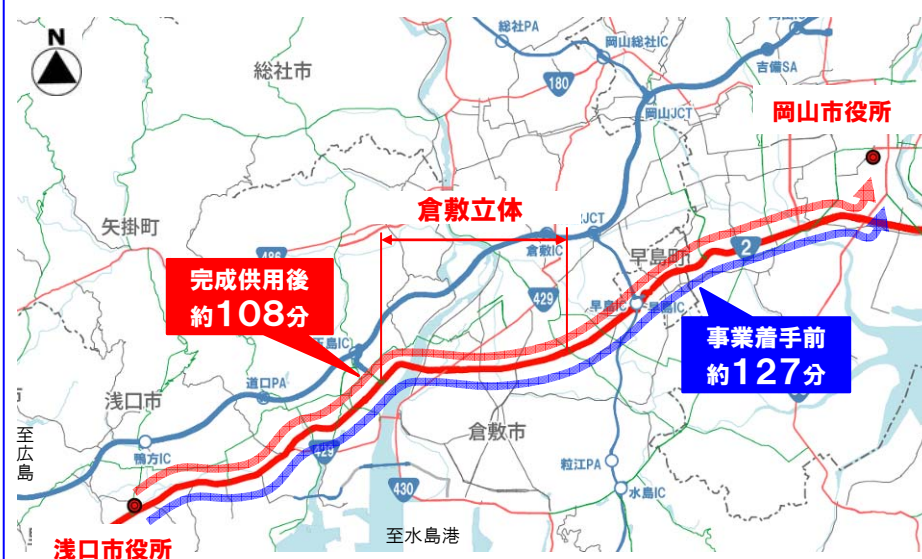 N
総社PA
岡山総社IC
総社市
180
吉備SA
岡山JCT
岡山市役所
矢掛町
倉敷立体
JCT
486
倉敷IC
早島町
2
完成供用後
約108分
429
早島IC
事業着手前
約127分
道口PA
浅口市
至広島
鴨方IC
429
倉敷市
粒江PA
430
水島IC
至水島港
浅口市役所